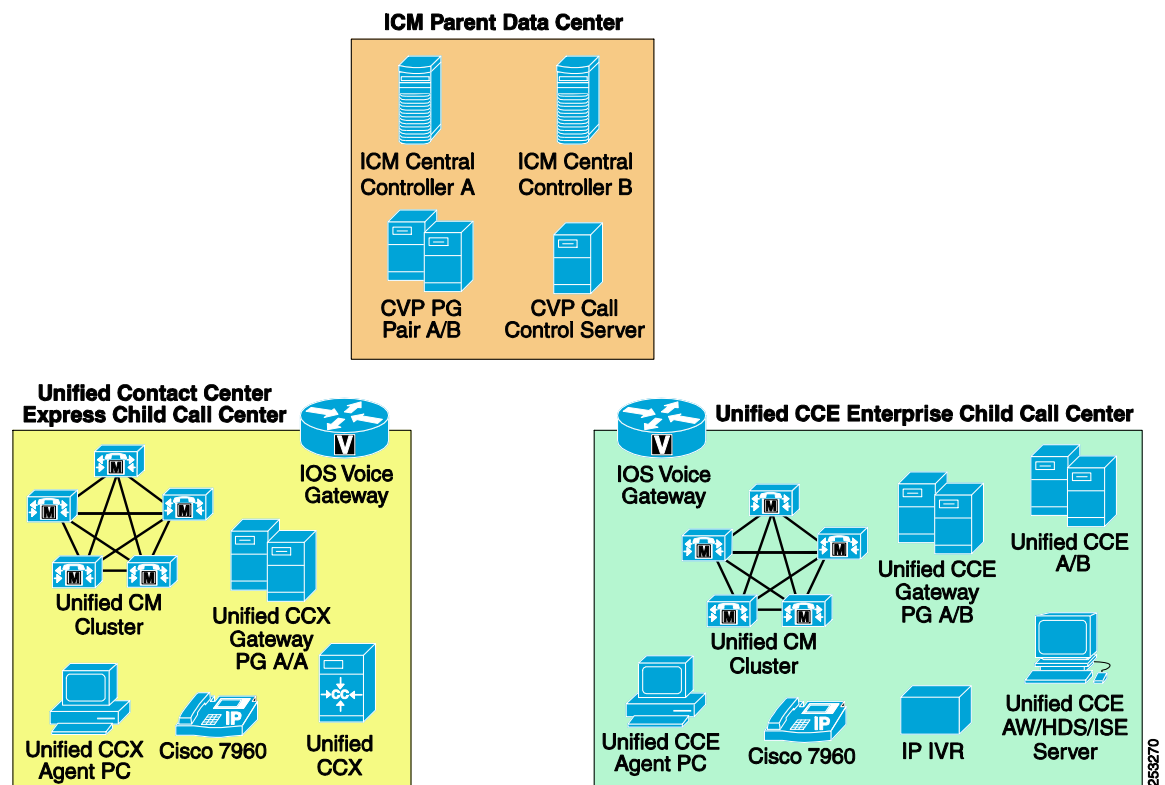 ICM Parent Data Center
ICM Central
Controller A
ICM Central
Controller B
CVP PG
Pair A/B
CVP Call
Control Server
Unified Contact Center
Express Child Call Center
V
IOS Voice
Gateway
M
M
M
M
M
Unified CM
Cluster
Unified CCX
Gateway
PG A/A
Unified CCX
Agent PC
IP
Cisco 7960
CC
Unified
CCX
Unified CCE Enterprise Child Call Center
V
IOS Voice
Gateway
M
M
M
M
M
Unified CM
Cluster
Unified CCE
Gateway
PG A/B
Unified CCE
A/B
Unified CCE
Agent PC
IP
Cisco 7960
IP IVR
Unified CCE
AW/HDS/ISE
Server
253270